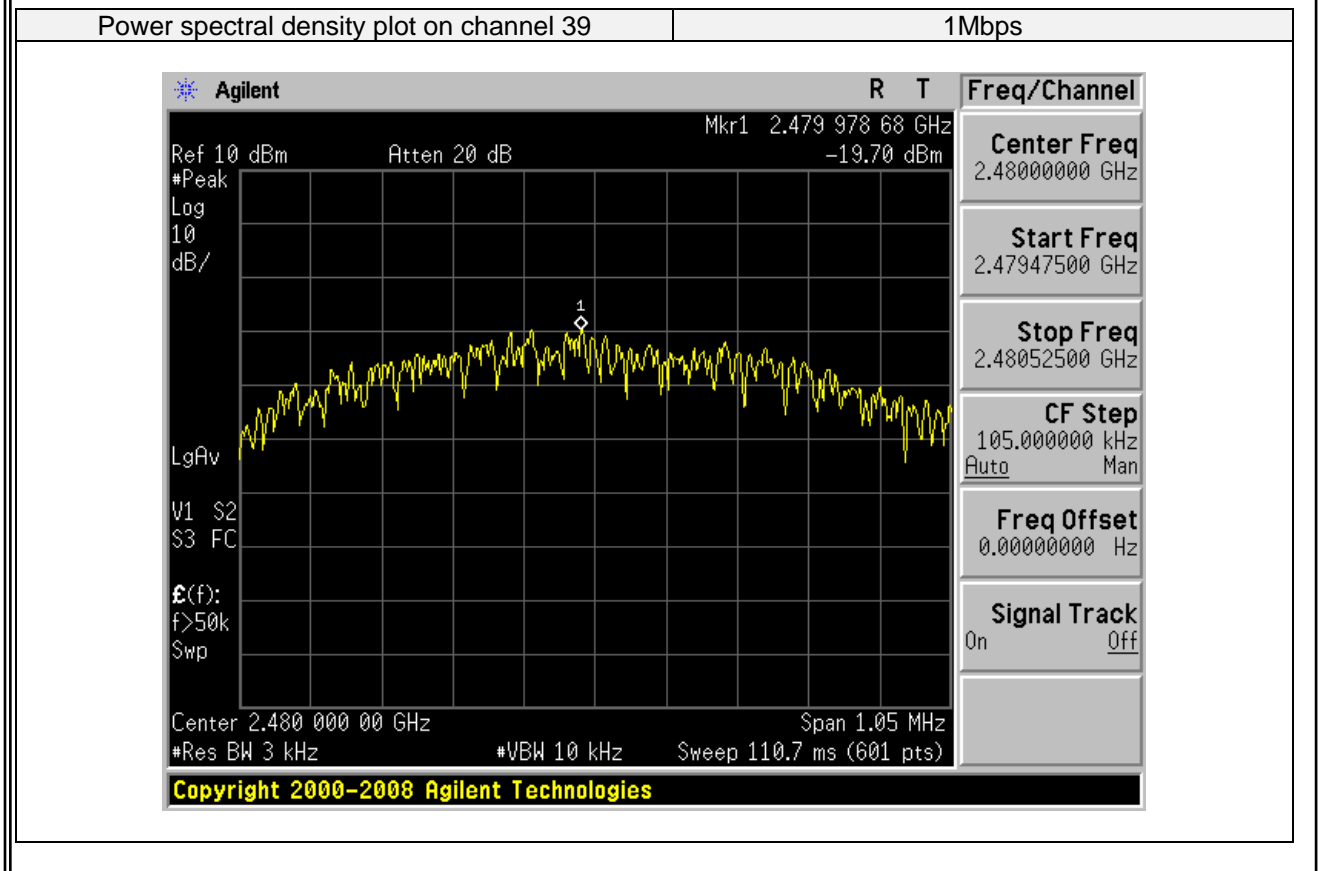 Power spectral density plot on channel 39 1Mbps
Agilent R T Freq/Channel
Mkr1 2.479 978 68 GHz
Ref 10 dBm Atten 20 dB -19.70 dBm
#Peak
Log
10
dB/
1
LgAv
V1 S2
S3 FC
£(f):
f>50k
Swp
Center 2.480 000 00 GHz Span 1.05 MHz
#Res BW 3 kHz #VBW 10 kHz Sweep 110.7 ms (601 pts)
Center Freq
2.48000000 GHz
Start Freq
2.47947500 GHz
Stop Freq
2.48052500 GHz
CF Step
105.000000 kHz
Auto Man
Freq Offset
0.00000000 Hz
Signal Track
On Off
Copyright 2000-2008 Agilent Technologies